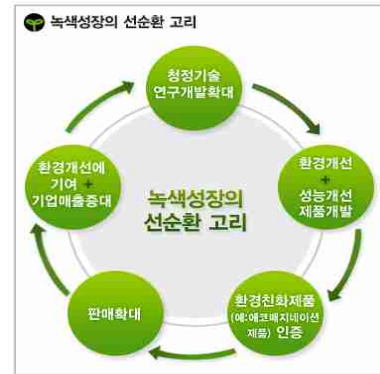 녹색성장의 선순환 고리
청정기술
연구개발확대
환경개선
+
성능개선
제품개발
환경친화제품
(예:에코배지네이션
제품) 인증
판매확대
환경개선에
기여 +
기업매출증대
녹색성장의
선순환 고리